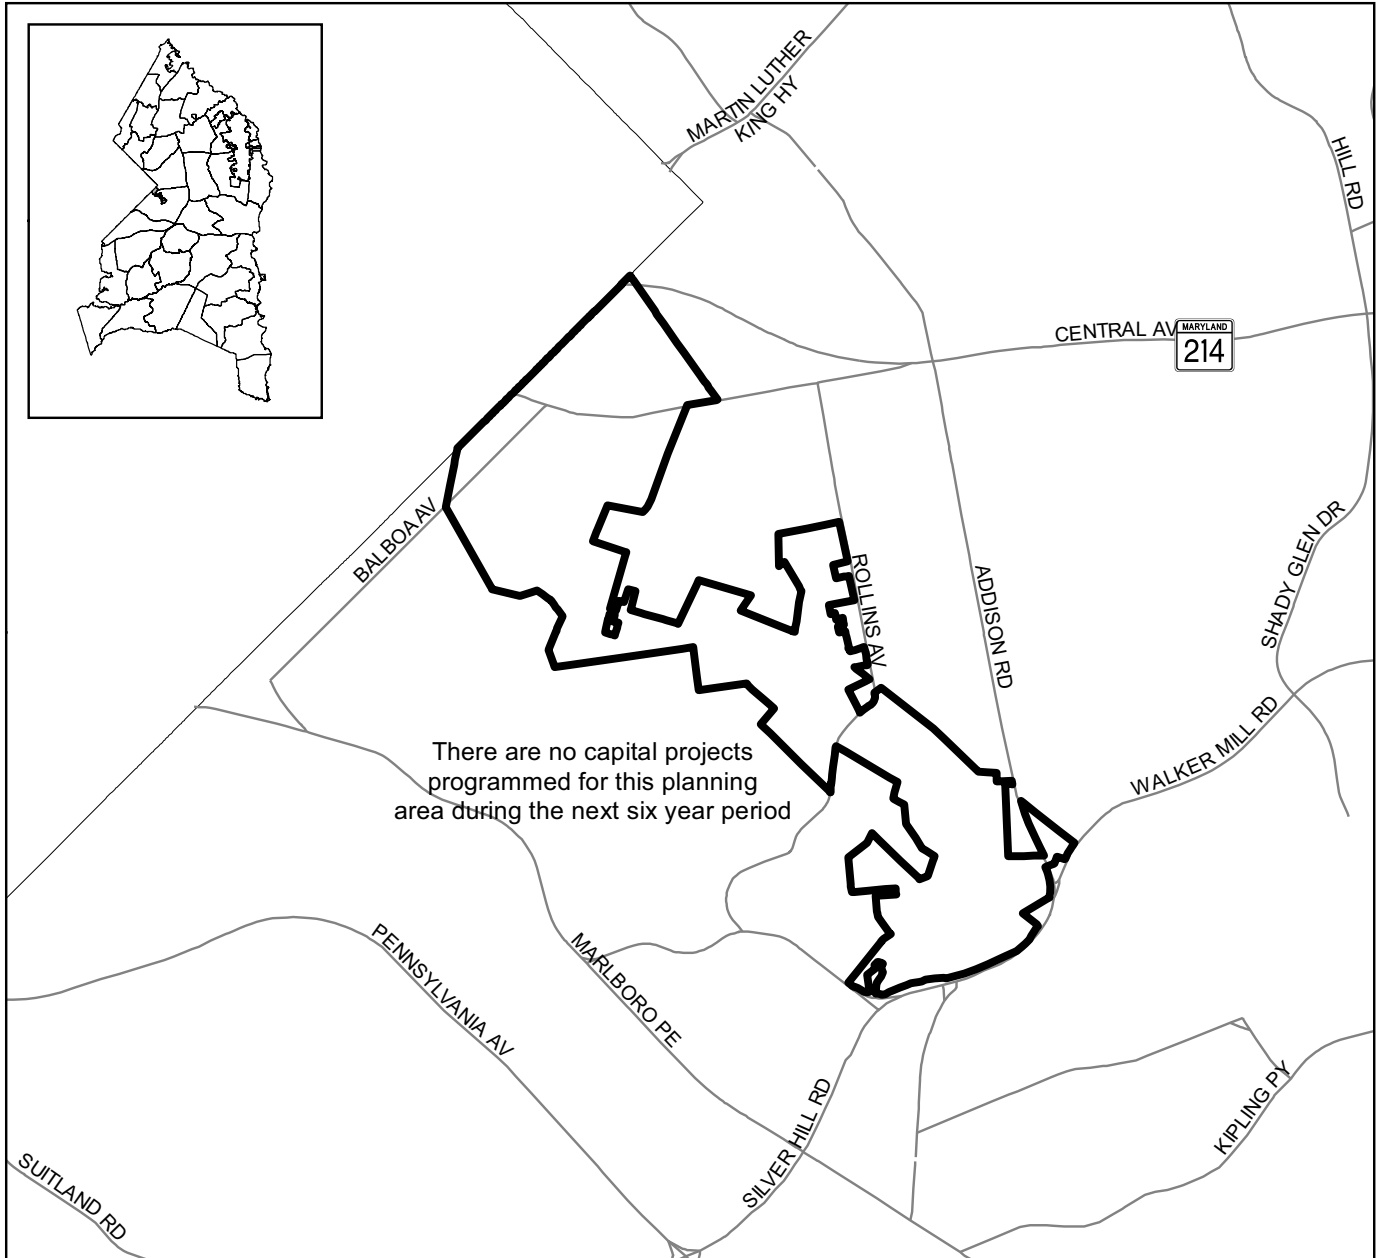 MARTIN LUTHER
KING HY
HILL RD
CENTRAL AV
MARYLAND
214
BALBOA AV
SHADY GLEN DR
ROLLINS AV
ADDISON RD
WALKER MILL RD
There are no capital projects
programmed for this planning
area during the next six year period
PENNSYLVANIA AV
MARLBORO PE
SILVER HILL RD
KIPLING PY
SUITLAND RD